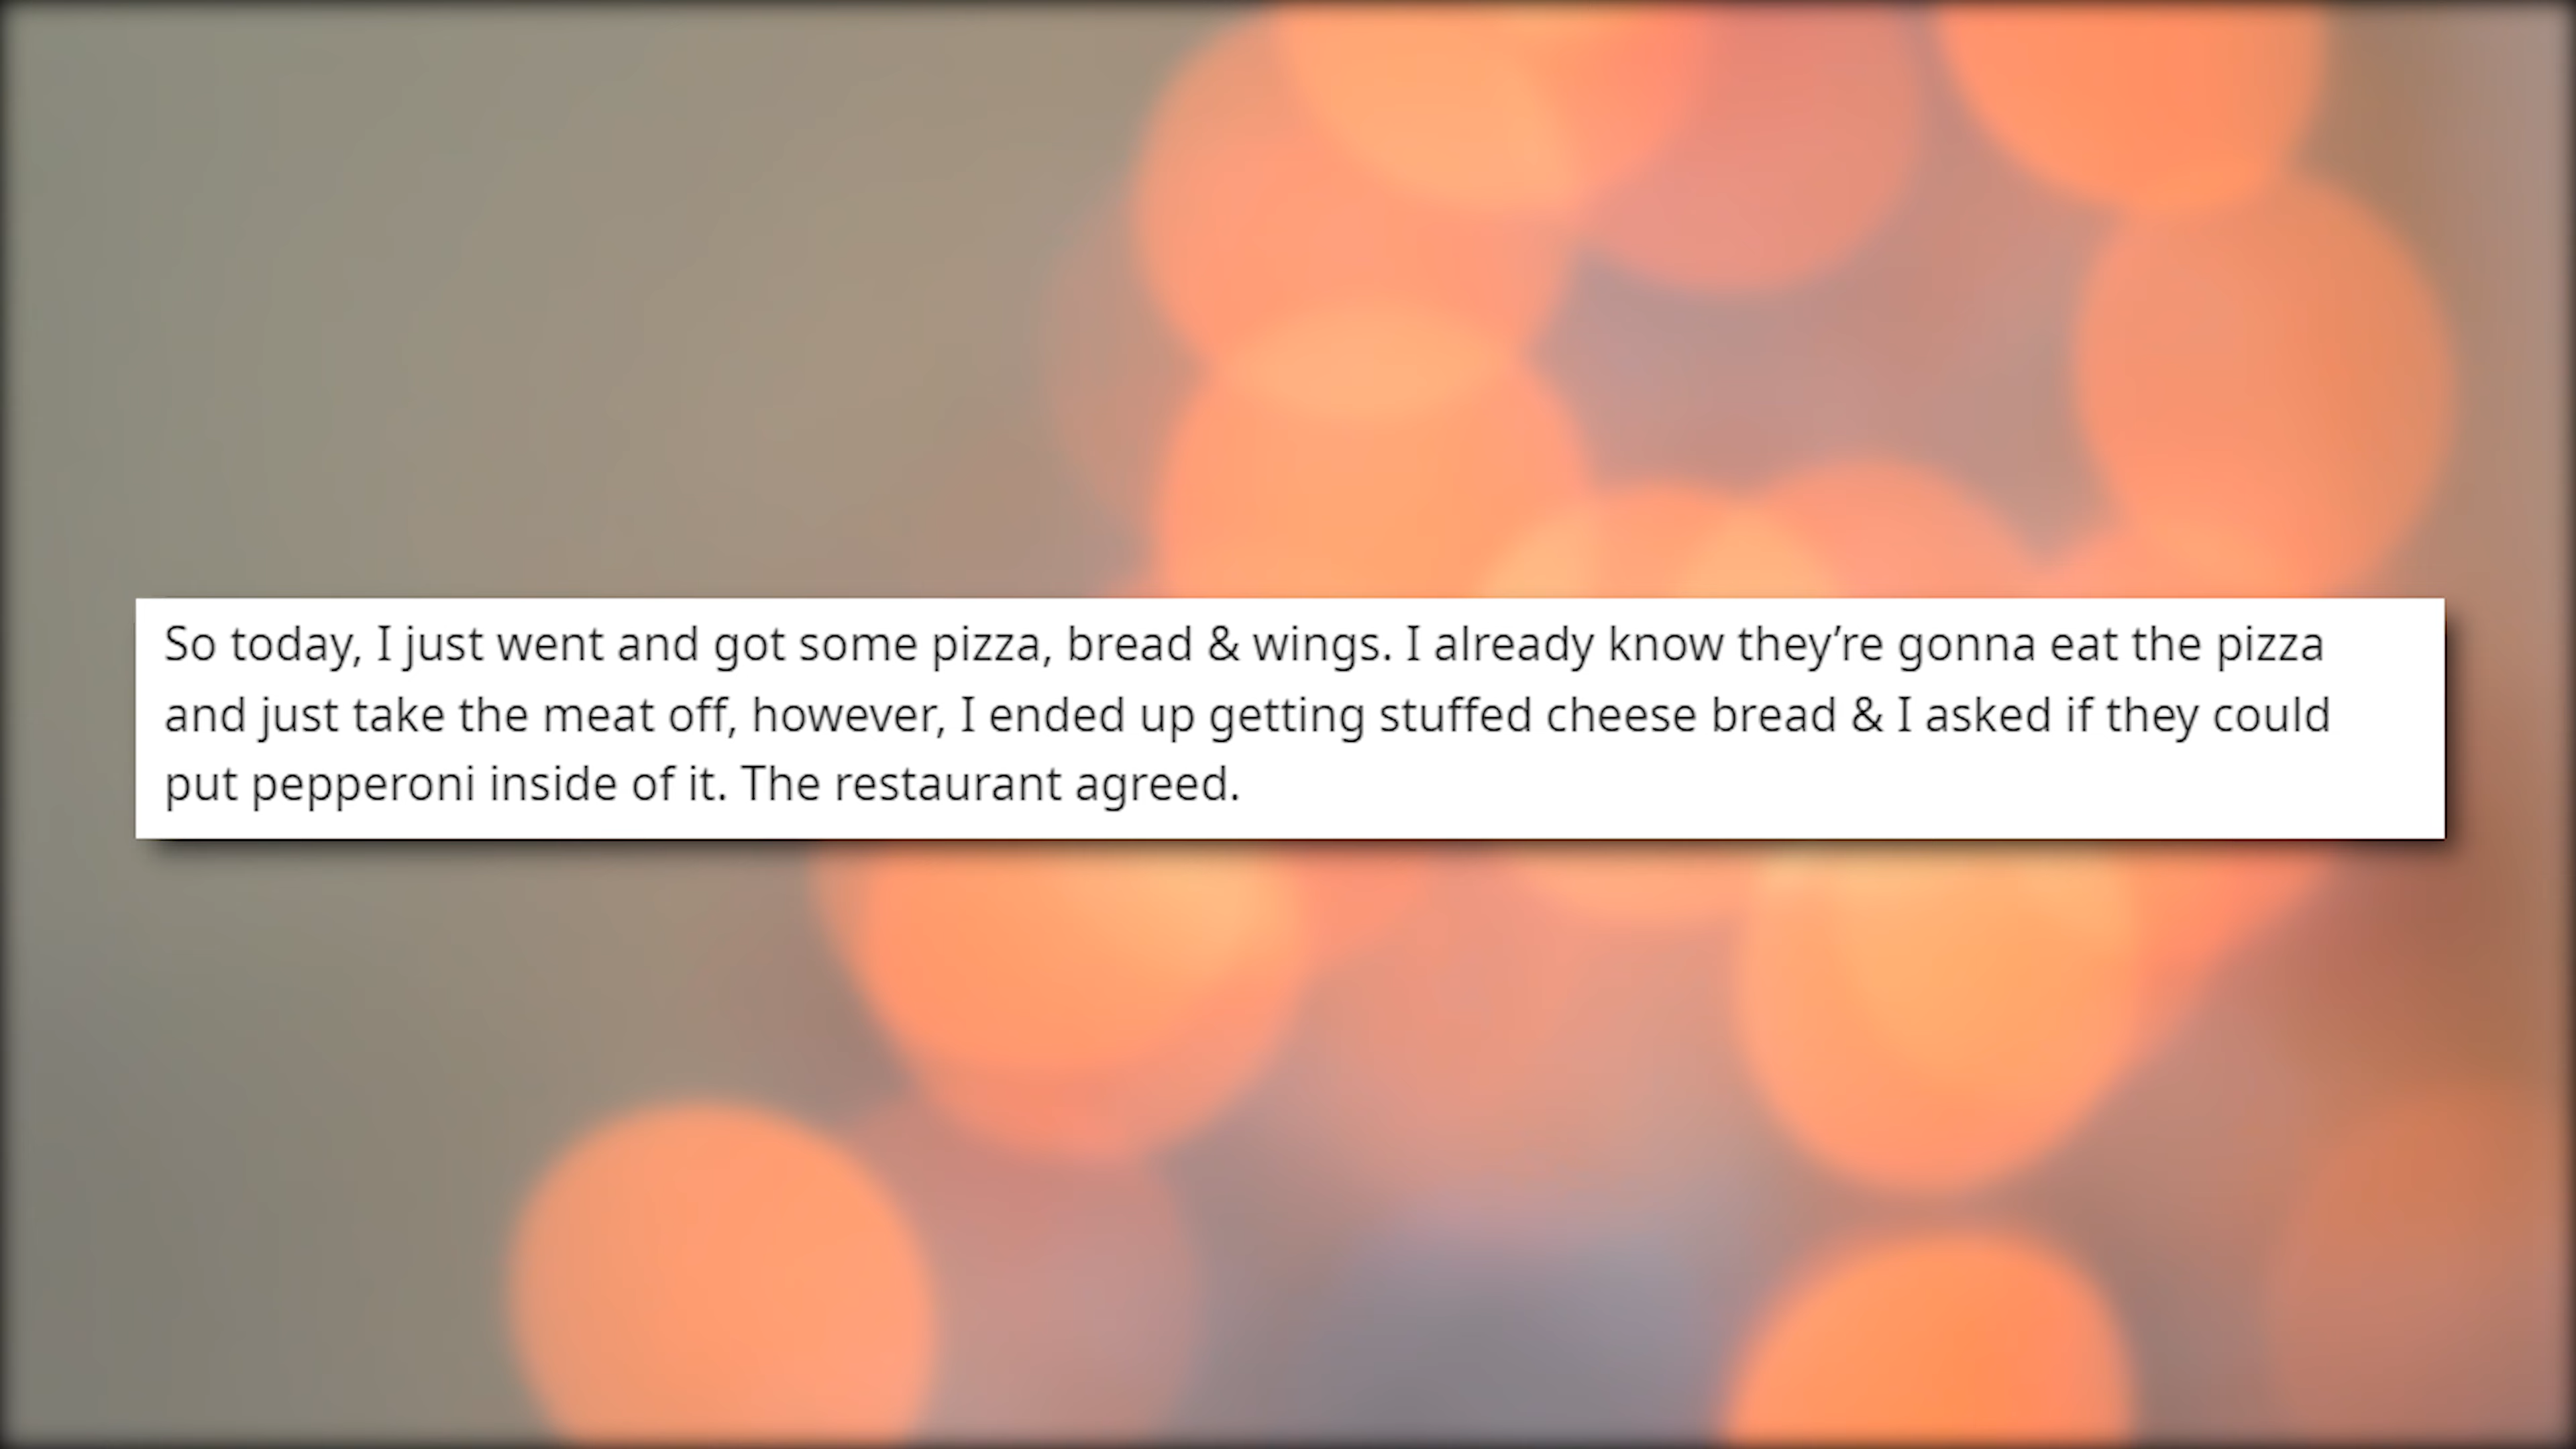 So today, I just went and got some pizza, bread & wings. I already know they’re gonna eat the pizza
and just take the meat off, however, I ended up getting stuffed cheese bread & I asked if they could
put pepperoni inside of it. The restaurant agreed.